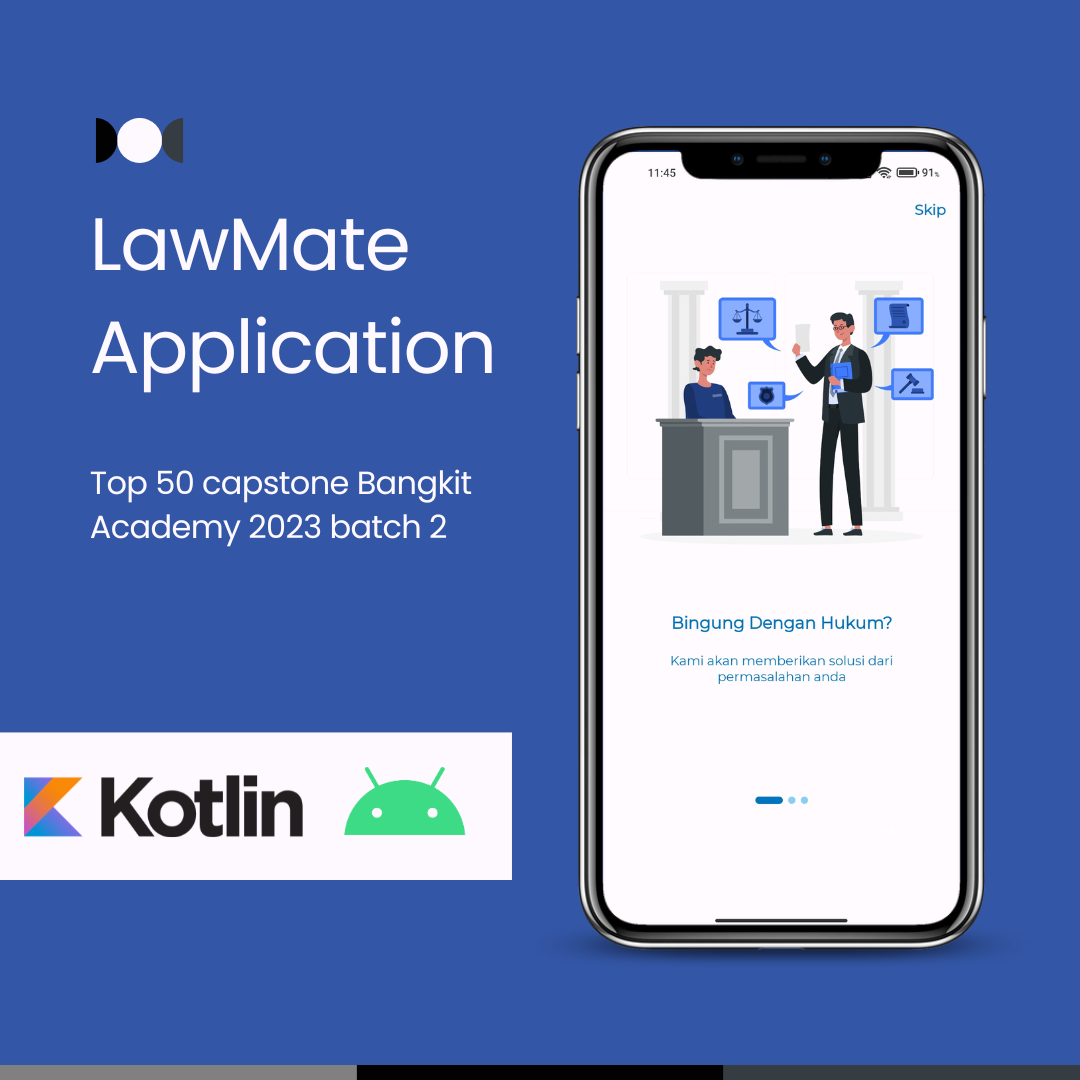 LawMate
Application
Top 50 capstone Bangkit
Academy 2023 batch 2
Kotlin
11:45
91%
Skip
Bingung Dengan Hukum?
Kami akan memberikan solusi dari
permasalahan anda